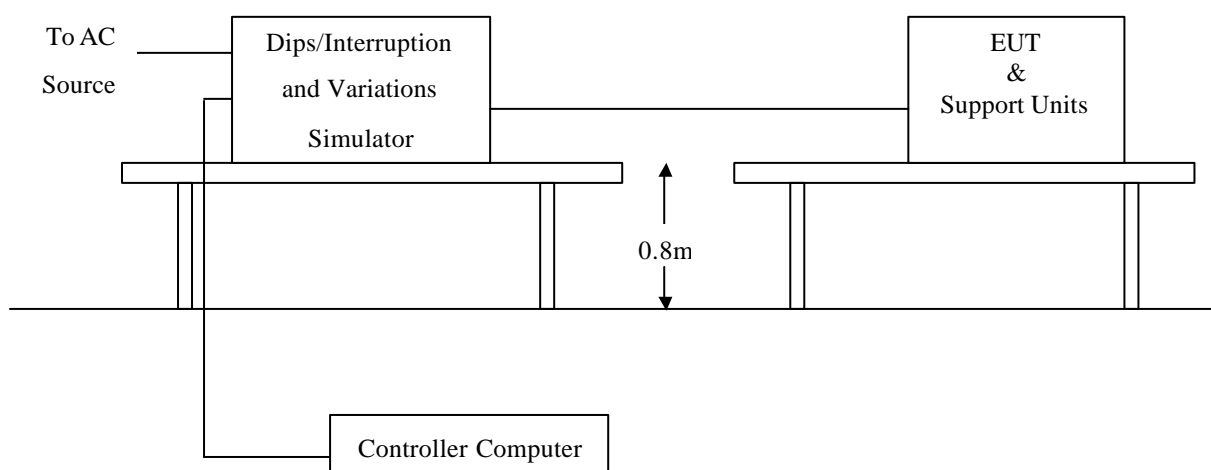 To AC
Source
Dips/Interruption
and Variations
Simulator
EUT
&
Support Units
0.8m
Controller Computer